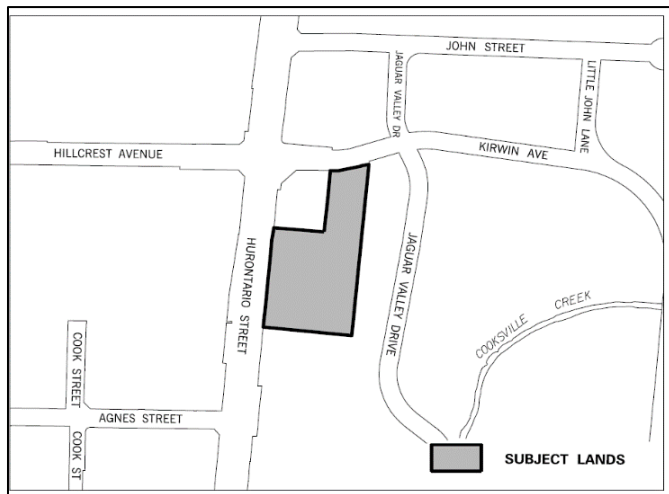 JOHN STREET
JAGUAR VALLEY DR
LITTLE JOHN LANE
HILLCREST AVENUE
KIRWIN AVE
HURONTARIO STREET
JAGUAR VALLEY DRIVE
COOKSVILLE CREEK
COOK STREET
AGNES STREET
COOK ST
SUBJECT LANDS